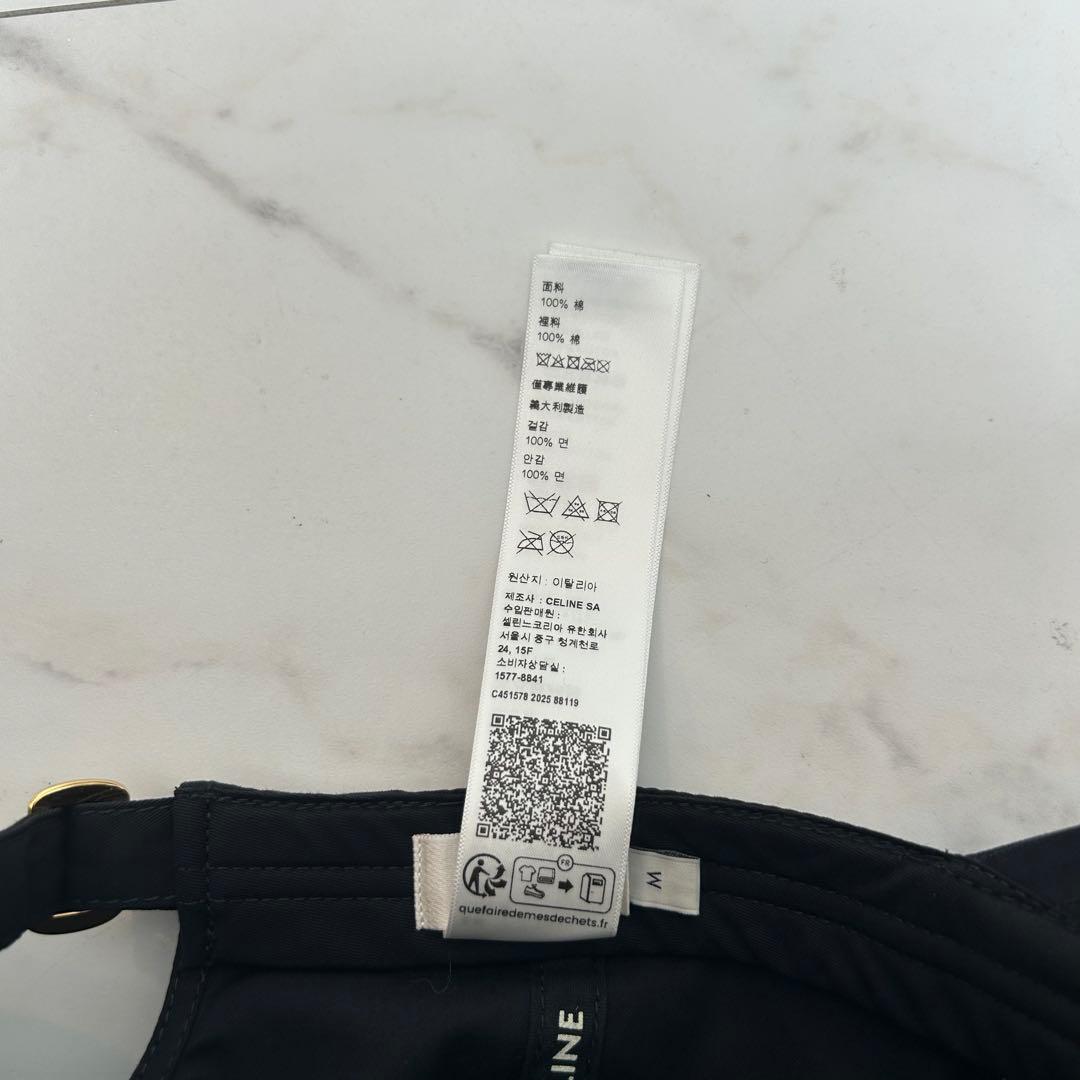 面料
100% 棉
裡料
100% 棉
僅專業維護
義大利製造
겉감
100% 면
안감
100% 면
원산지 : 이탈리아
제조사 : CELINE SA
수입판매원 :
셀린느코리아 유한회사
서울시 중구 청계천로
24, 15F
소비자상담실 :
1577-8841
C451578 2025 88119
FR
quefairedemesdechets.fr
M
LINE